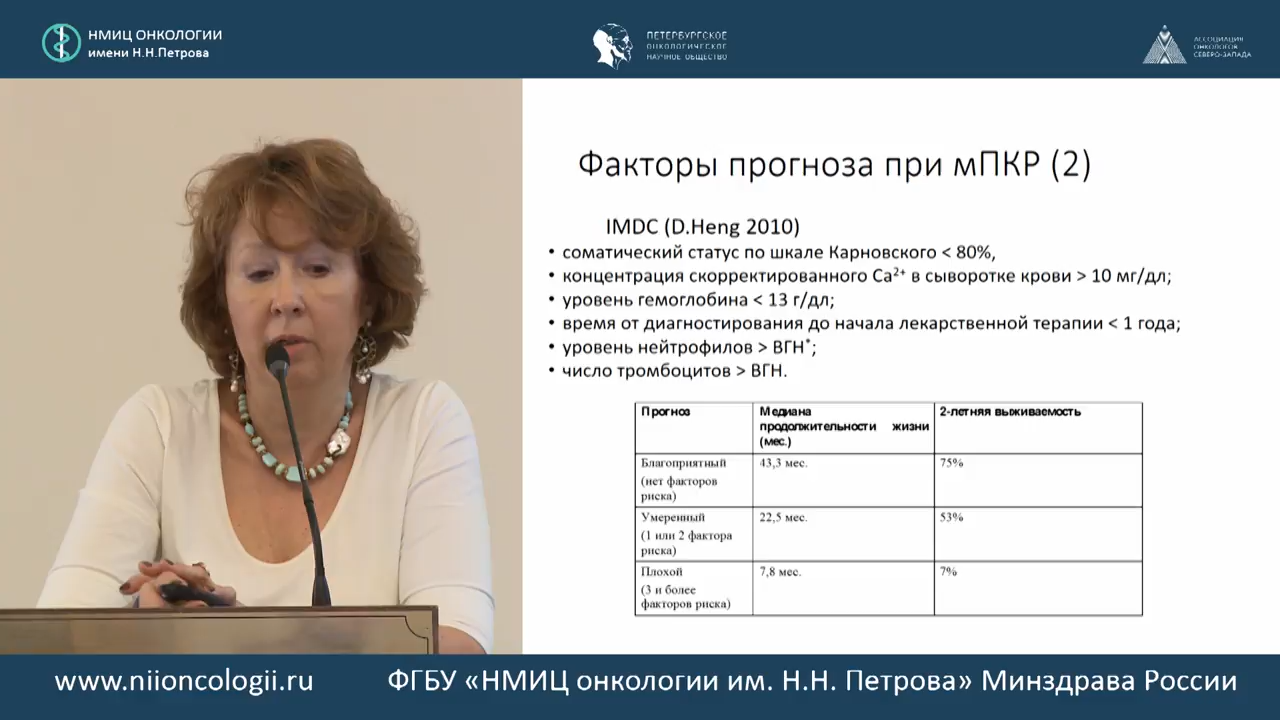 НМИЦ ОНКОЛОГИИ
имени Н.Н.Петрова
ПЕТЕРБУРГСКОЕ
ОНКОЛОГИЧЕСКОЕ
НАУЧНОЕ ОБЩЕСТВО
АССОЦИАЦИЯ
ОНКОЛОГОВ
СЕВЕРО-ЗАПАДА
Факторы прогноза при мПКР (2)
IMDC (D.Heng 2010)
• соматический статус по шкале Карновского < 80%,
• концентрация скорректированного Ca²⁺ в сыворотке крови > 10 мг/дл;
• уровень гемоглобина < 13 г/дл;
• время от диагностирования до начала лекарственной терапии < 1 года;
• уровень нейтрофилов > ВГН*;
• число тромбоцитов > ВГН.
Прогноз
Медиана
продолжительности жизни
(мес.)
2-летняя выживаемость
Благоприятный
(нет факторов
риска)
43,3 мес.
75%
Умеренный
(1 или 2 фактора
риска)
22,5 мес.
53%
Плохой
(3 и более
факторов риска)
7,8 мес.
7%
www.niioncologii.ru
ФГБУ «НМИЦ онкологии им. Н.Н. Петрова» Минздрава России